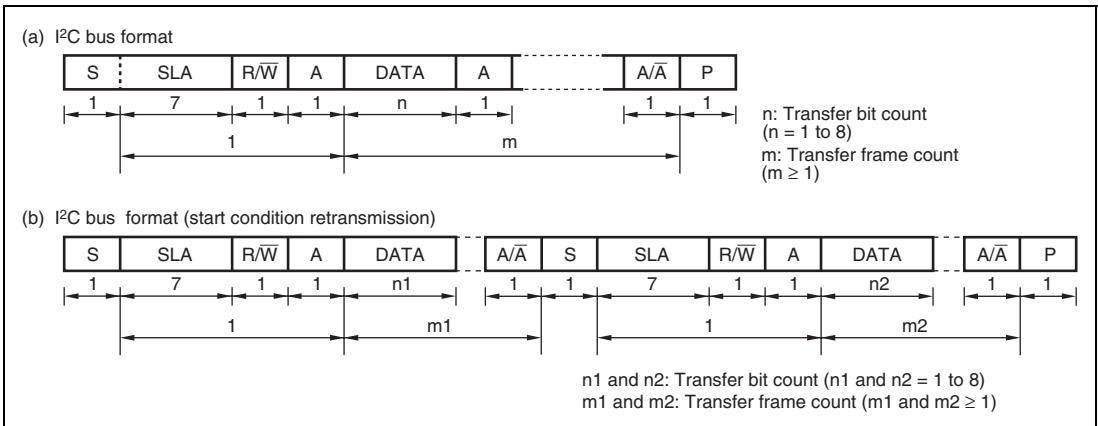 (a) I²C bus format
S SLA R/W̅ A DATA A A/A̅ P
1 7 1 1 n 1 1 1
1 m
n: Transfer bit count
(n = 1 to 8)
m: Transfer frame count
(m ≥ 1)
(b) I²C bus format (start condition retransmission)
S SLA R/W̅ A DATA A/A̅ S SLA R/W̅ A DATA A/A̅ P
1 7 1 1 n1 1 1 7 1 1 n2 1 1
1 m1 1 m2
n1 and n2: Transfer bit count (n1 and n2 = 1 to 8)
m1 and m2: Transfer frame count (m1 and m2 ≥ 1)